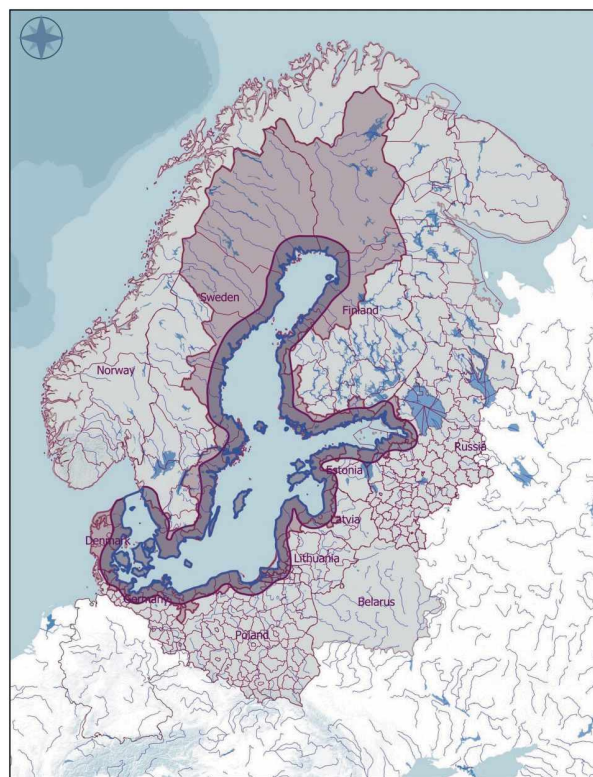 Sweden
Finland
Norway
Russia
Estonia
Latvia
Denmark
Lithuania
Germany
Belarus
Poland